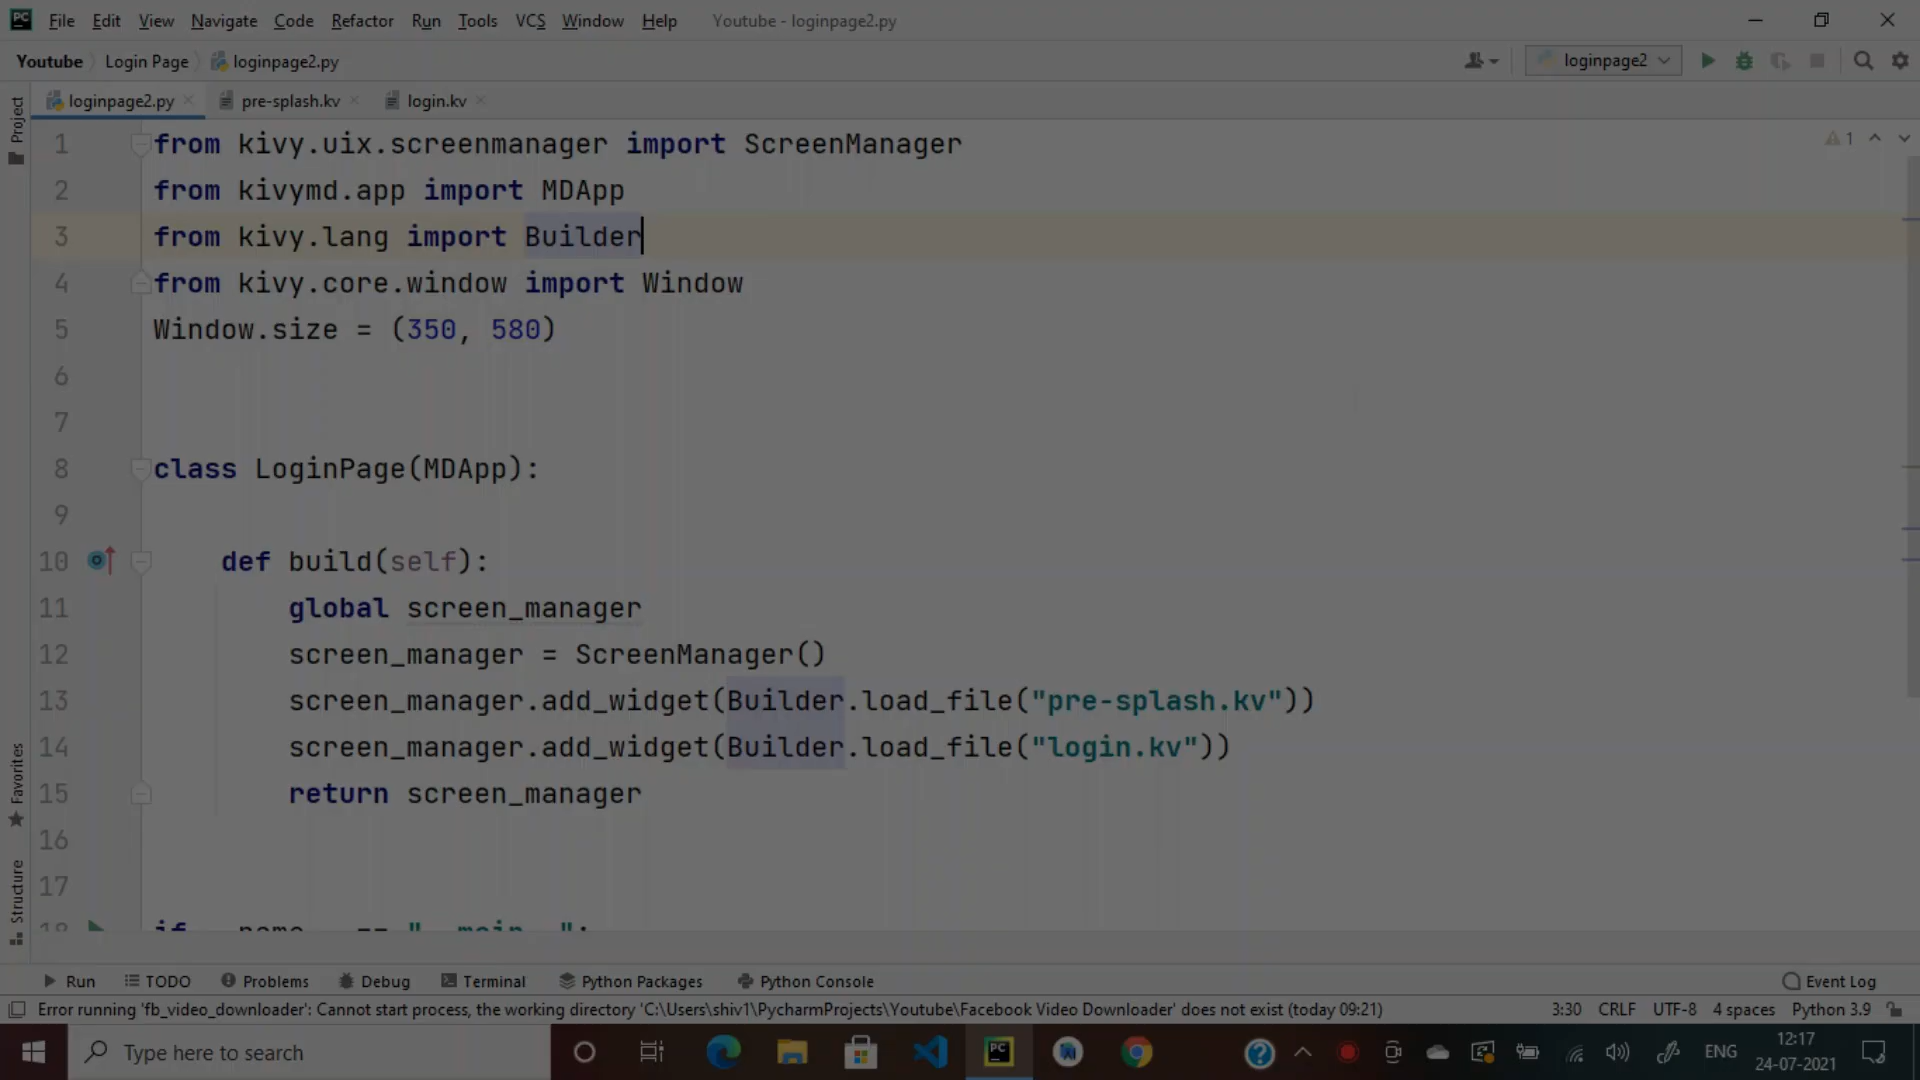 File Edit View Navigate Code Refactor Run Tools VCS Window Help Youtube - loginpage2.py
Youtube Login Page loginpage2.py loginpage2
loginpage2.py pre-splash.kv login.kv
Project
1 from kivy.uix.screenmanager import ScreenManager
1
2 from kivymd.app import MDApp
3 from kivy.lang import Builder
4 from kivy.core.window import Window
5 Window.size = (350, 580)
6
7
8 class LoginPage(MDApp):
9
10 def build(self):
11 global screen_manager
12 screen_manager = ScreenManager()
13 screen_manager.add_widget(Builder.load_file("pre-splash.kv"))
14 screen_manager.add_widget(Builder.load_file("login.kv"))
15 return screen_manager
16
17
18 if __name__ == "__main__":
Favorites
Structure
Run TODO Problems Debug Terminal Python Packages Python Console Event Log
Error running 'fb_video_downloader': Cannot start process, the working directory 'C:\Users\shiv1\PycharmProjects\Youtube\Facebook Video Downloader' does not exist (today 09:21) 3:30 CRLF UTF-8 4 spaces Python 3.9
Type here to search ENG 12:17
24-07-2021